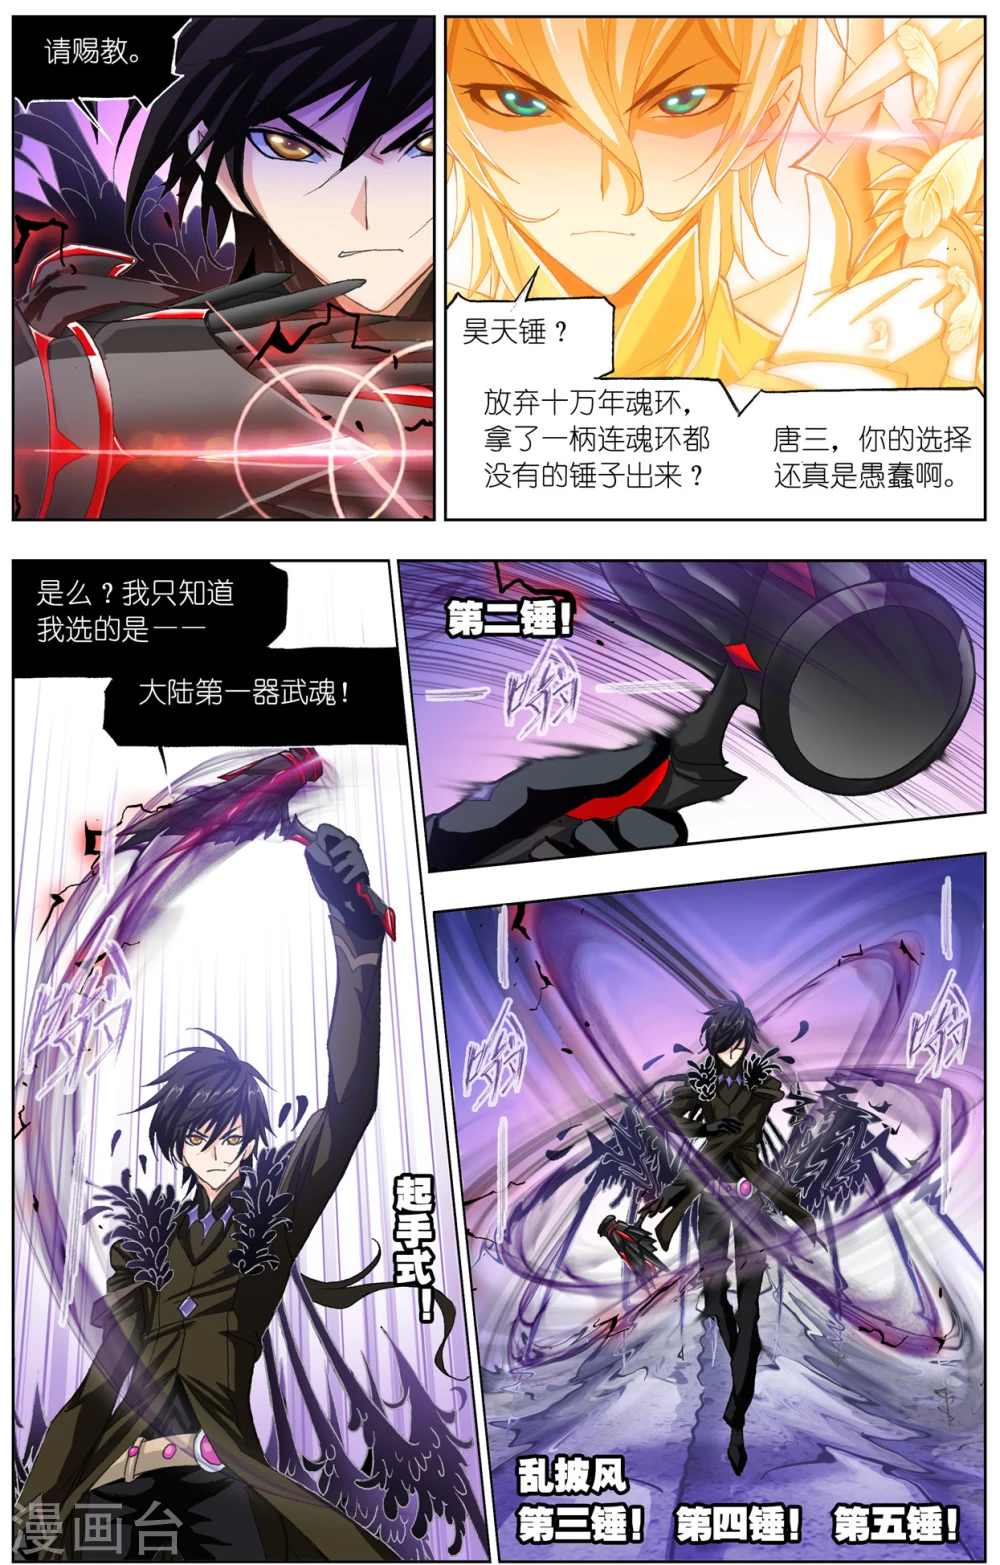 请赐教。
昊天锤？
放弃十万年魂环，
拿了一柄连魂环都
没有的锤子出来？
唐三，你的选择
还真是愚蠢啊。
是么？我只知道
我选的是——
大陆第一器武魂！
起手式！
第二锤！
嗡
嗡
嗡
嗡
乱披风
第三锤！ 第四锤！ 第五锤！
漫画台